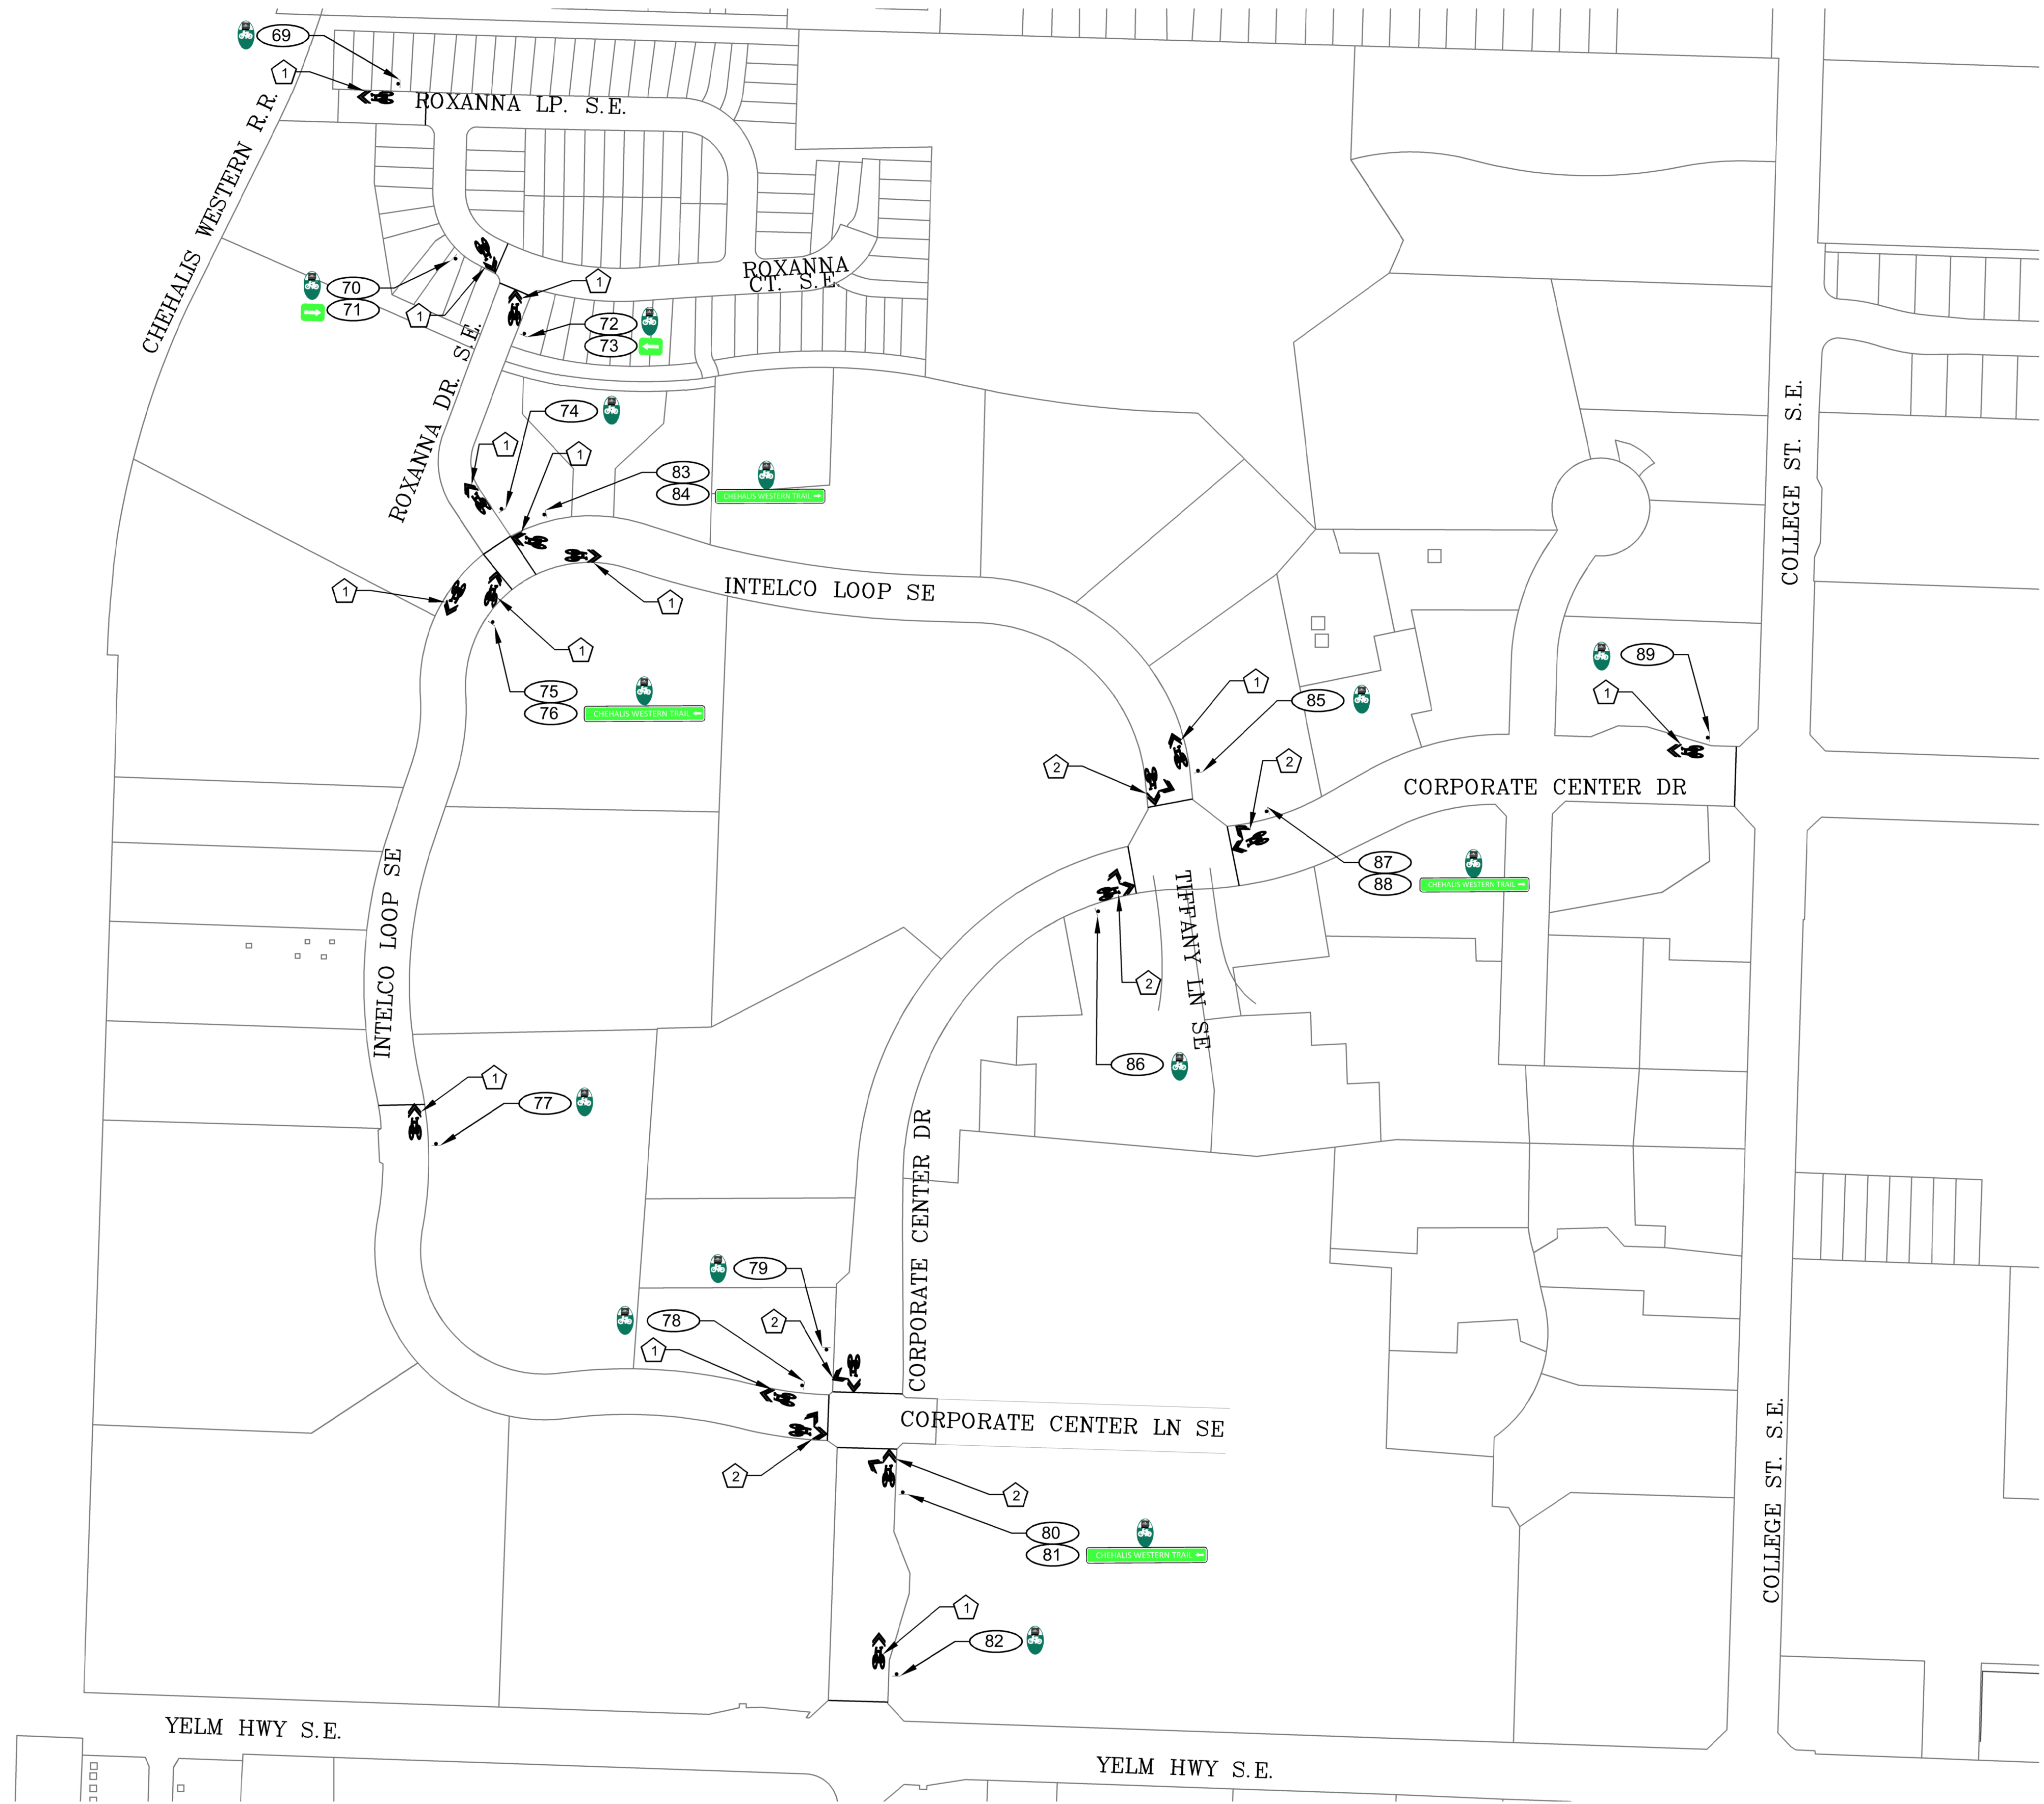 69
1
ROXANNA LP. S.E.
CHEHALIS WESTERN R.R.
ROXANNA
CT. S.E.
1
70
71
1
72
73
ROXANNA DR. S.E.
74
1
1
83
84
CHEHALIS WESTERN TRAIL
COLLEGE ST. S.E.
INTELCO LOOP SE
1
1
1
75
76
CHEHALIS WESTERN TRAIL
89
1
1
85
2
2
CORPORATE CENTER DR
87
88
CHEHALIS WESTERN TRAIL
TIFFANY LN SE
2
86
INTELCO LOOP SE
1
77
CORPORATE CENTER DR
79
78
2
1
CORPORATE CENTER LN SE
2
2
80
81
CHEHALIS WESTERN TRAIL
COLLEGE ST. S.E.
1
82
YELM HWY S.E.
YELM HWY S.E.